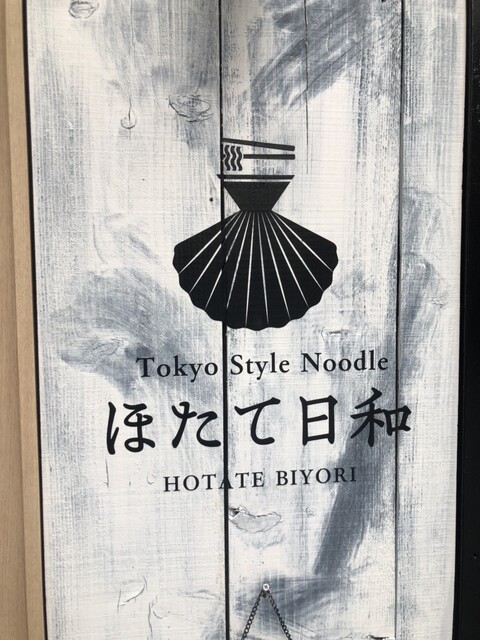 Tokyo Style Noodle
ほたて日和
HOTATE BIYORI